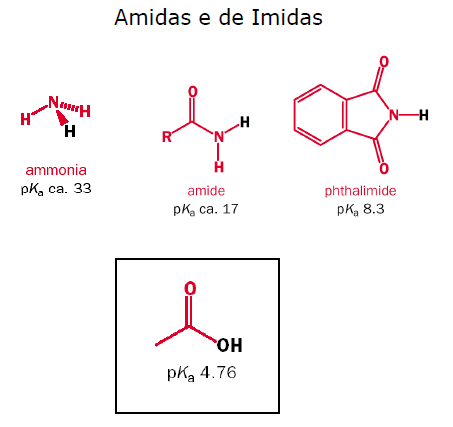 Amidas e de Imidas
H N H
H
ammonia
pKa ca. 33
O
R N H
H
amide
pKa ca. 17
O
N H
O
phthalimide
pKa 8.3
O
OH
pKa 4.76